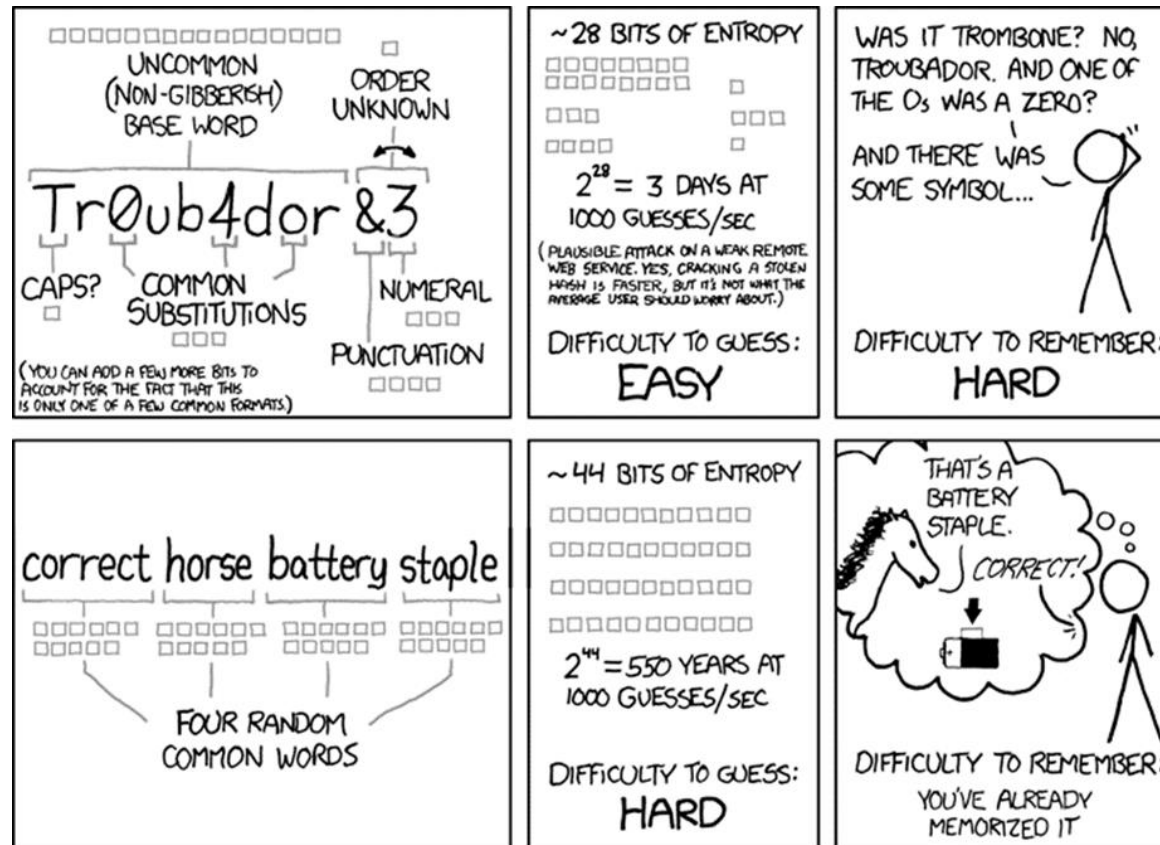 UNCOMMON
(NON-GIBBERISH)
BASE WORD
ORDER
UNKNOWN
Tr0ub4dor &3
CAPS?
COMMON
SUBSTITUTIONS
NUMERAL
PUNCTUATION
(YOU CAN ADD A FEW MORE BITS TO
ACCOUNT FOR THE FACT THAT THIS
IS ONLY ONE OF A FEW COMMON FORMATS.)
~28 BITS OF ENTROPY
2^28 = 3 DAYS AT
1000 GUESSES/SEC
(PLAUSIBLE ATTACK ON A WEAK REMOTE
WEB SERVICE. YES, CRACKING A STOLEN
HASH IS FASTER, BUT IT'S NOT WHAT THE
AVERAGE USER SHOULD WORRY ABOUT.)
DIFFICULTY TO GUESS:
EASY
WAS IT TROMBONE? NO,
TROUBADOR. AND ONE OF
THE Os WAS A ZERO?
AND THERE WAS
SOME SYMBOL...
DIFFICULTY TO REMEMBER:
HARD
correct horse battery staple
FOUR RANDOM
COMMON WORDS
~44 BITS OF ENTROPY
2^44 = 550 YEARS AT
1000 GUESSES/SEC
DIFFICULTY TO GUESS:
HARD
THAT'S A
BATTERY
STAPLE.
CORRECT!
DIFFICULTY TO REMEMBER:
YOU'VE ALREADY
MEMORIZED IT